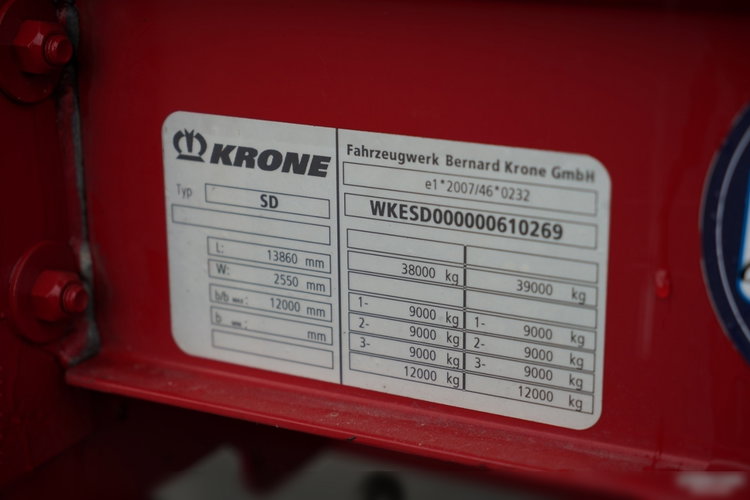 KRONE
Typ SD
L: 13860 mm
W: 2550 mm
b/b max: 12000 mm
b min: mm
Fahrzeugwerk Bernard Krone GmbH
e1*2007/46*0232
WKESD000000610269
38000 kg 39000 kg
1- 9000 kg 1- 9000 kg
2- 9000 kg 2- 9000 kg
3- 9000 kg 3- 9000 kg
12000 kg 12000 kg